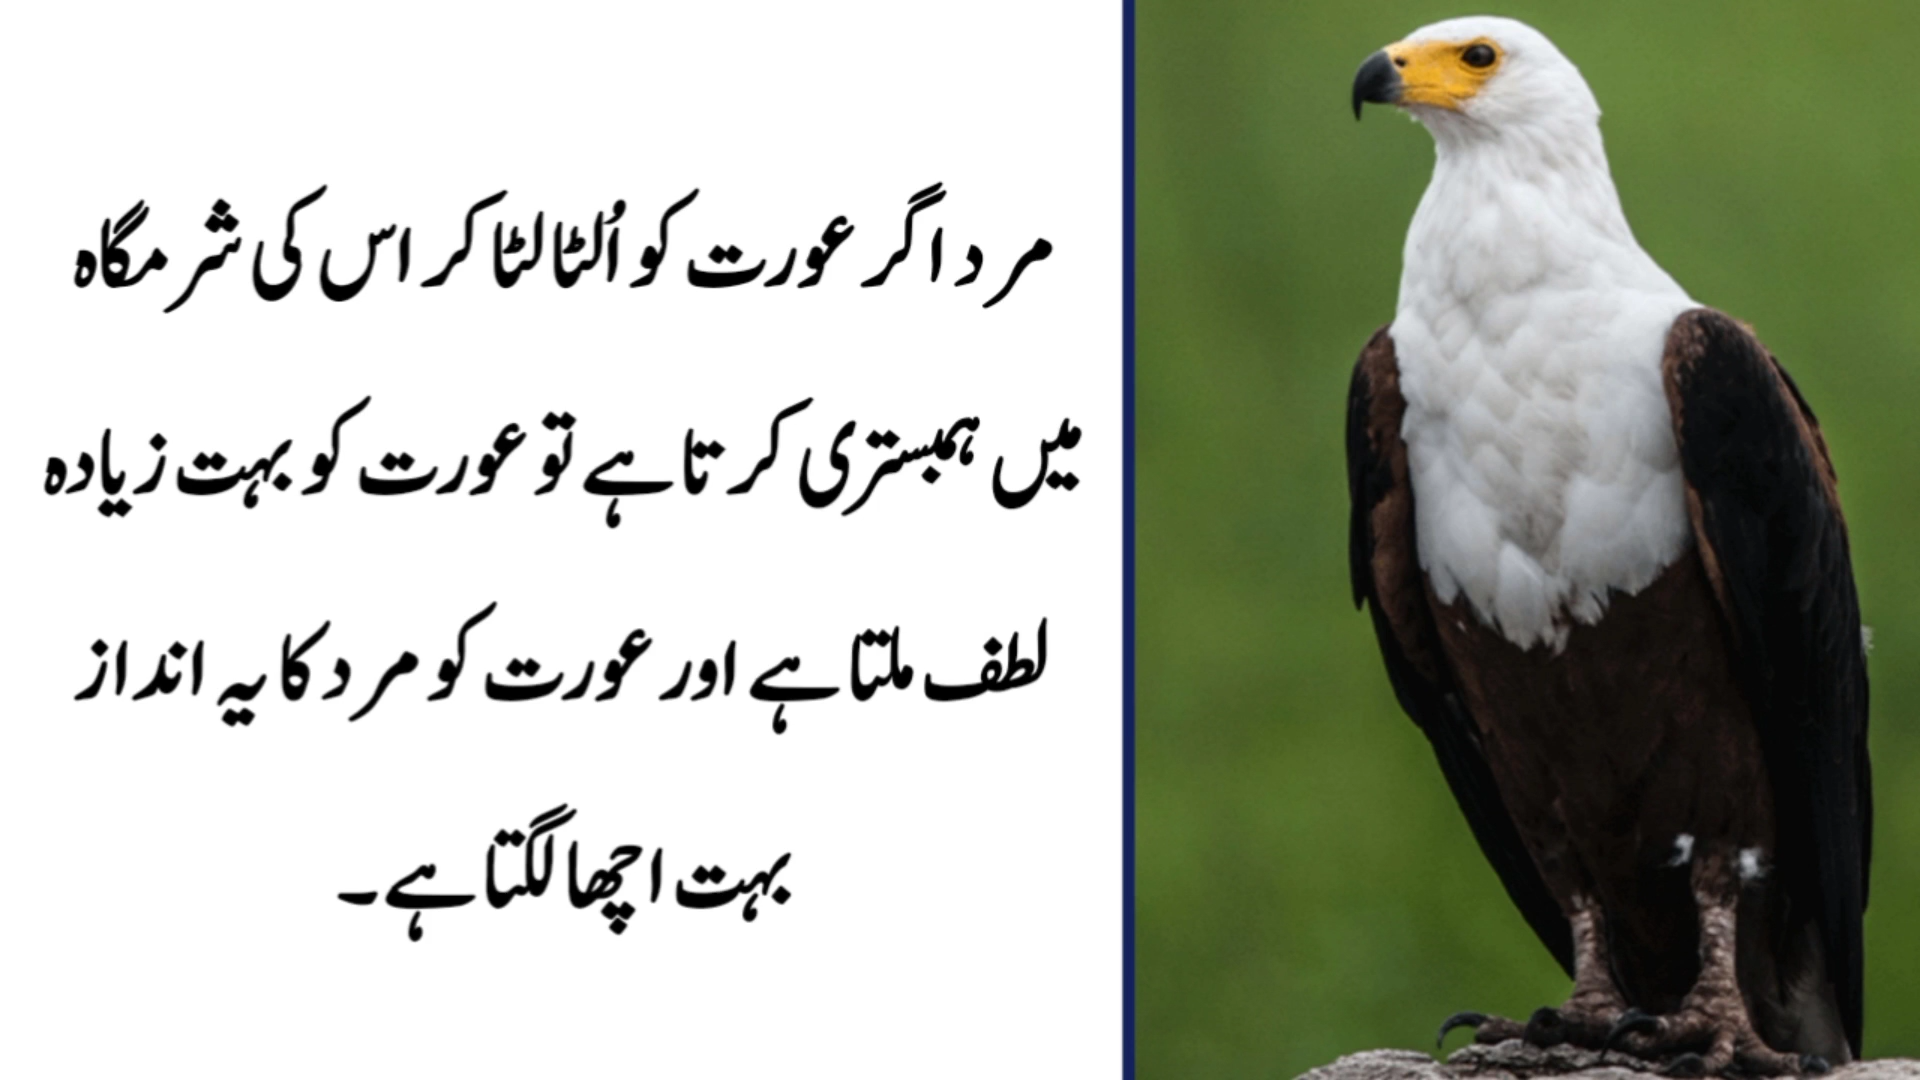 مرد اگر عورت کو اُلٹا لٹا کر اس کی شرمگاہ
میں ہمبستری کرتا ہے تو عورت کو بہت زیادہ
لطف ملتا ہے اور عورت کو مرد کا یہ انداز
بہت اچھا لگتا ہے۔